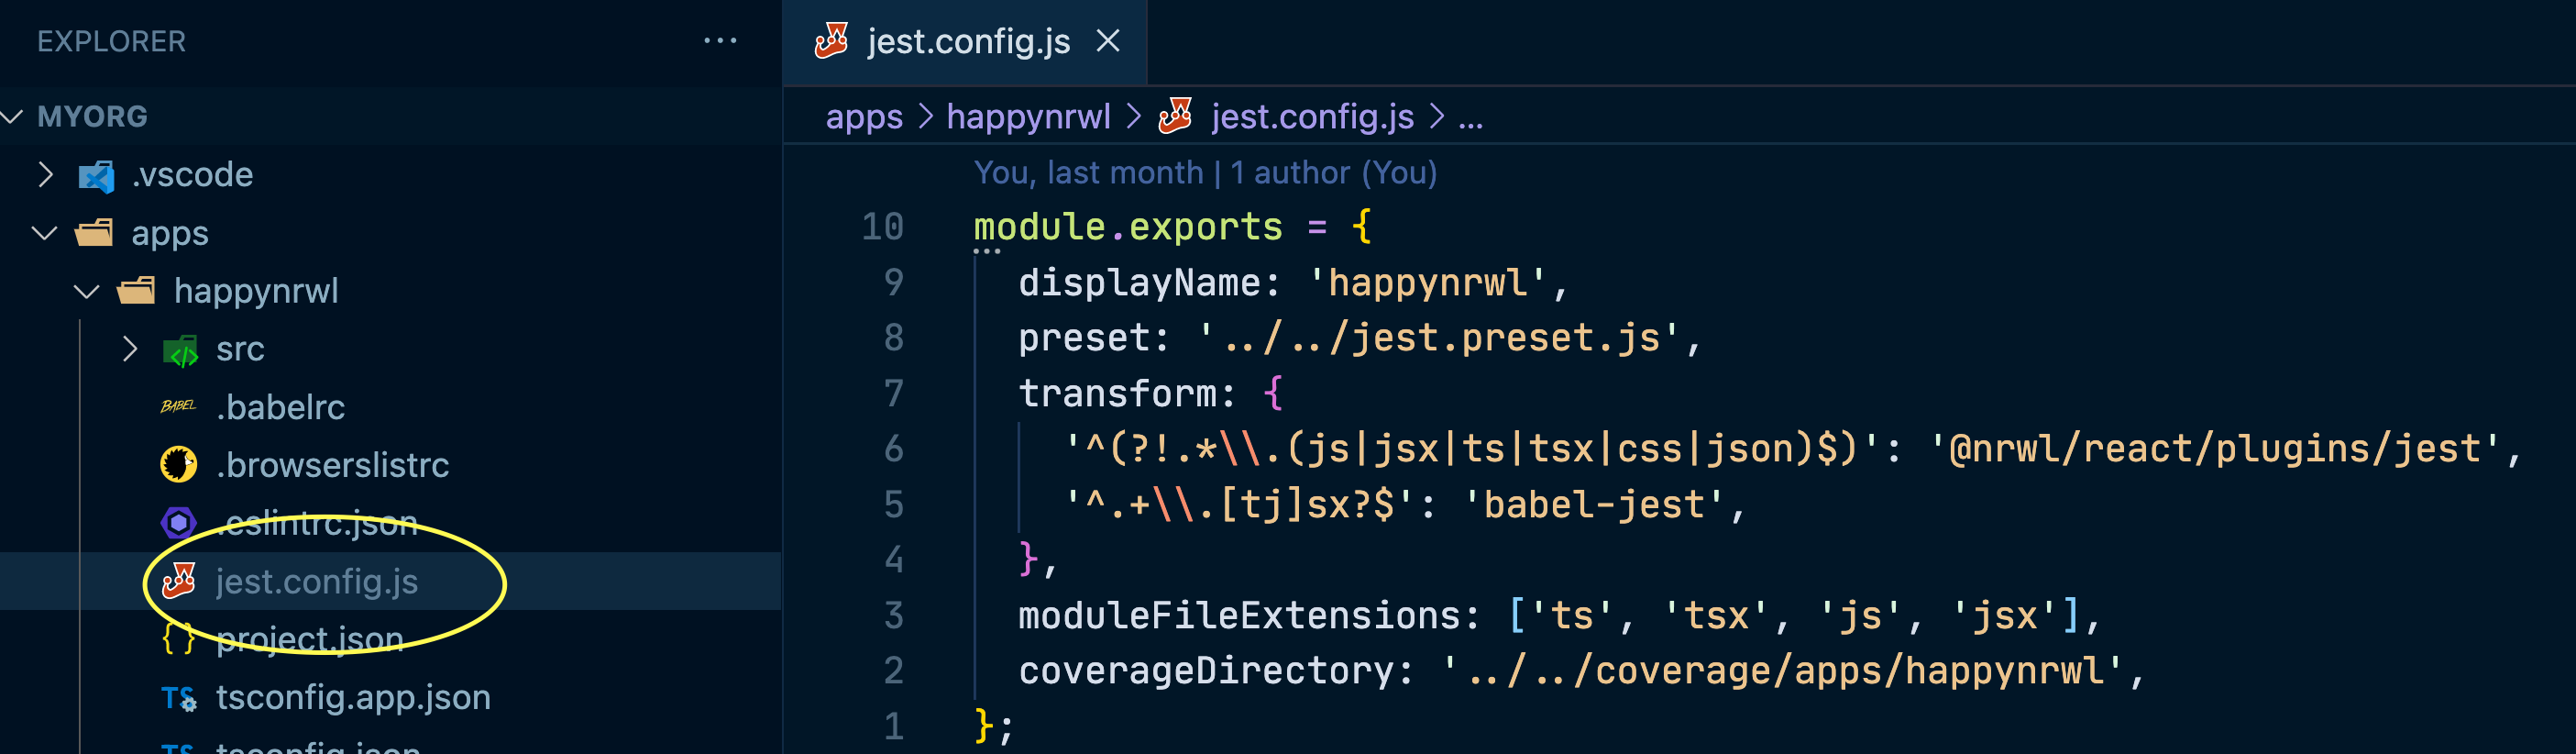 EXPLORER
MYORG
.vscode
apps
happynrwl
src
BABEL .babelrc
.browserslistrc
.eslintrc.json
jest.config.js
{} project.json
TS tsconfig.app.json
TS tsconfig.json
jest.config.js
apps > happynrwl > jest.config.js > ...
You, last month | 1 author (You)
10 module.exports = {
9 displayName: 'happynrwl',
8 preset: '../../jest.preset.js',
7 transform: {
6 '^(?!.*\\.(js|jsx|ts|tsx|css|json)$)': '@nrwl/react/plugins/jest',
5 '^.+\\.[tj]sx?$': 'babel-jest',
4 },
3 moduleFileExtensions: ['ts', 'tsx', 'js', 'jsx'],
2 coverageDirectory: '../../coverage/apps/happynrwl',
1 };